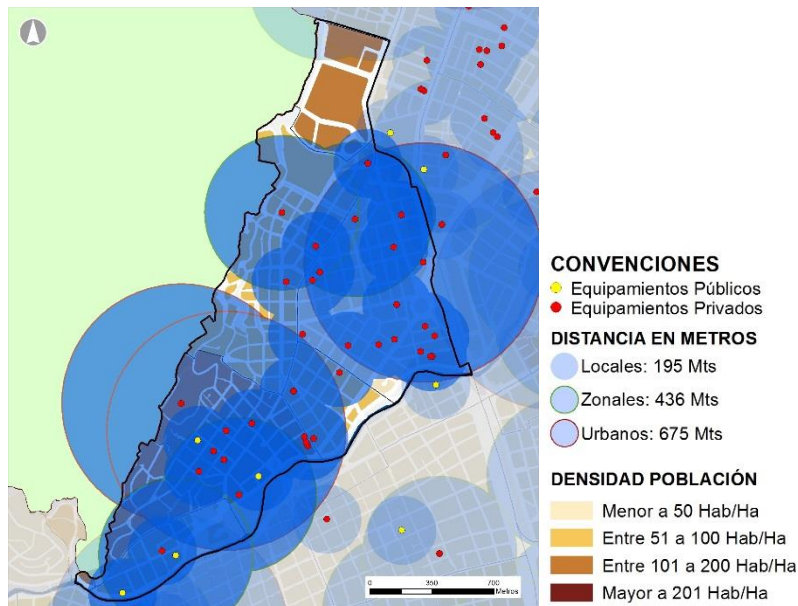 CONVENCIONES
Equipamientos Públicos
Equipamientos Privados
DISTANCIA EN METROS
Locales: 195 Mts
Zonales: 436 Mts
Urbanos: 675 Mts
DENSIDAD POBLACIÓN
Menor a 50 Hab/Ha
Entre 51 a 100 Hab/Ha
Entre 101 a 200 Hab/Ha
Mayor a 201 Hab/Ha
0 350 700
Metros